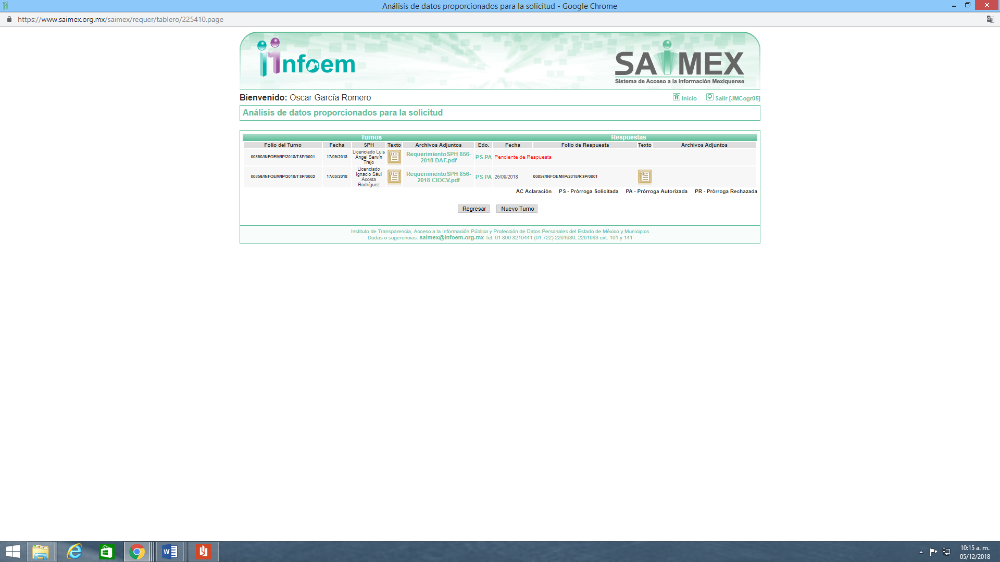 Análisis de datos proporcionados para la solicitud - Google Chrome
https://www.saimex.org.mx/saimex/requer/tablero/225410.page
infoem
SAIMEX
Sistema de Acceso a la Información Mexiquense
Bienvenido: Oscar García Romero
Inicio Salir [JMCogr05]
Análisis de datos proporcionados para la solicitud
Turnos Respuestas
Folio del Turno Fecha SPH Texto Archivos Adjuntos Edo. Fecha Folio de Respuesta Texto Archivos Adjuntos
00856/INFOEM/IP/2018/TSP/0001 17/09/2018 Licenciado Luis Angel Servín Trejo RequerimientoSPH 856-2018 DAF.pdf PS PA Pendiente de Respuesta
00856/INFOEM/IP/2018/TSP/0002 17/09/2018 Licenciado Ignacio Sául Acosta Rodríguez RequerimientoSPH 856-2018 CIOCV.pdf PS PA 25/09/2018 00856/INFOEM/IP/2018/RSP/0001
AC Aclaración PS - Prórroga Solicitada PA - Prórroga Autorizada PR - Prórroga Rechazada
Regresar Nuevo Turno
Instituto de Transparencia, Acceso a la Información Pública y Protección de Datos Personales del Estado de México y Municipios
Dudas o sugerencias: saimex@infoem.org.mx Tel. 01 800 8210441 (01 722) 2261680, 2261983 ext. 101 y 141
10:15 a. m.
05/12/2018